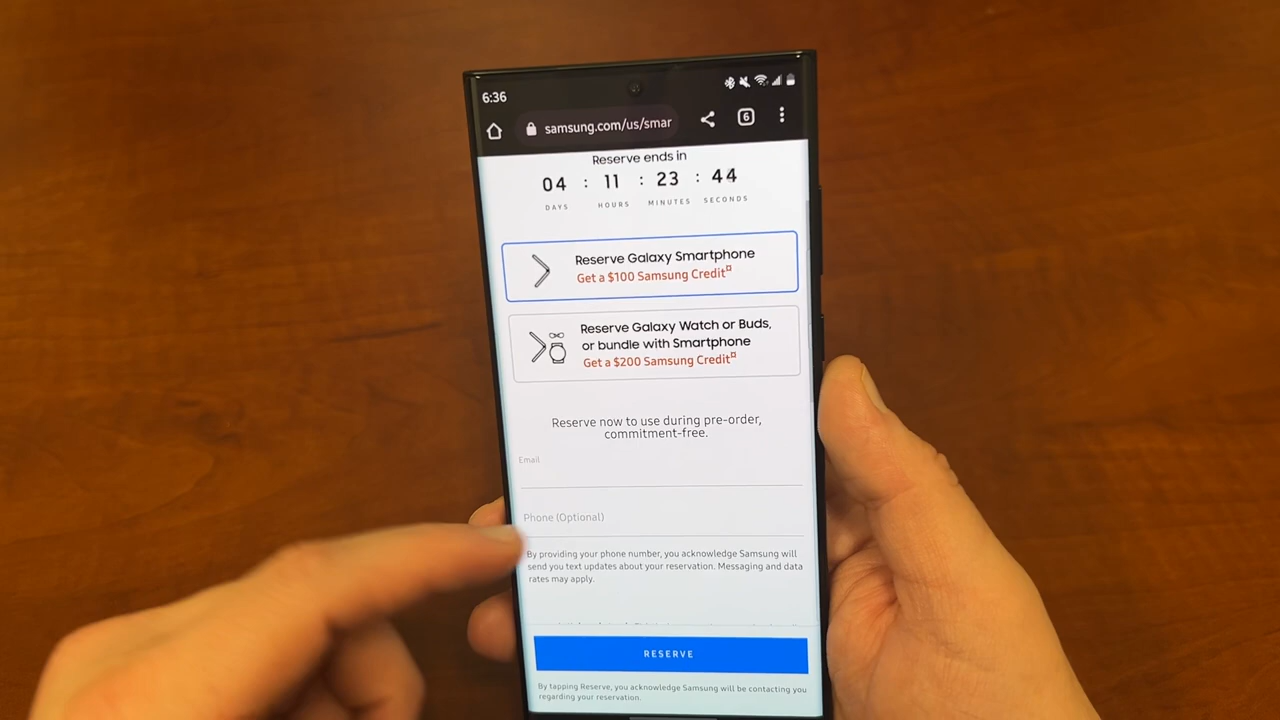 6:36
samsung.com/us/smar
6
Reserve ends in
04 : 11 : 23 : 44
DAYS HOURS MINUTES SECONDS
Reserve Galaxy Smartphone
Get a $100 Samsung Credit¤
Reserve Galaxy Watch or Buds,
or bundle with Smartphone
Get a $200 Samsung Credit¤
Reserve now to use during pre-order,
commitment-free.
Email
Phone (Optional)
By providing your phone number, you acknowledge Samsung will
send you text updates about your reservation. Messaging and data
rates may apply.
RESERVE
By tapping Reserve, you acknowledge Samsung will be contacting you
regarding your reservation.